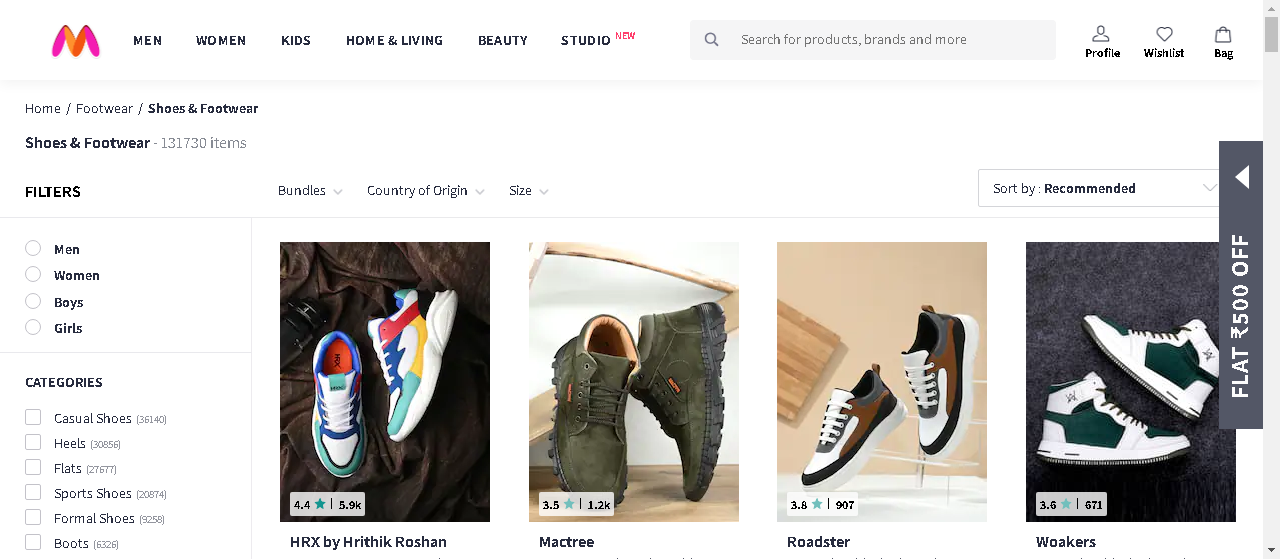 MEN WOMEN KIDS HOME & LIVING BEAUTY STUDIO NEW Search for products, brands and more Profile Wishlist Bag
Home / Footwear / Shoes & Footwear
Shoes & Footwear - 131730 items
FILTERS Bundles Country of Origin Size Sort by : Recommended
FLAT ₹500 OFF
Men
Women
Boys
Girls
CATEGORIES
Casual Shoes (36140)
Heels (30856)
Flats (27677)
Sports Shoes (20874)
Formal Shoes (9258)
Boots (6326)
HRX
4.4 ★ | 5.9k
HRX by Hrithik Roshan
3.5 ★ | 1.2k
Mactree
3.8 ★ | 907
Roadster
3.6 ★ | 671
Woakers